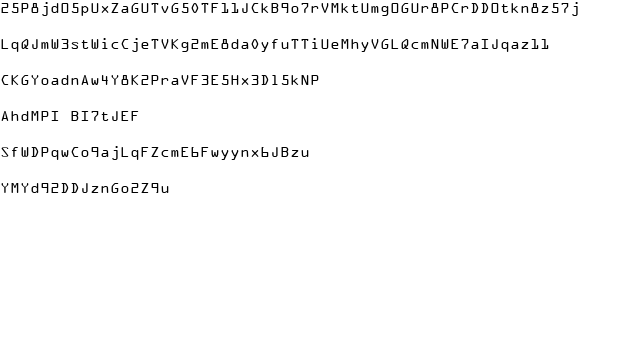 25P8jdO5pUxZaGUTvG50TF11JCkB9o7rVMktUmgOGUr8PCrDDOtkn8z57j
LqQJmW3stWicCjeTVKg2mE8da0yfuTTiUeMhyVGLQcmNWE7aIJqaz11
CKGYoadnAw4Y8K2PraVF3E5Hx3D15kNP
AhdMPI BI7tJEF
SfWDPqwCo9ajLqFZcmE6Fwyynx6JBzu
YMYd92DDJznGo2Z9u